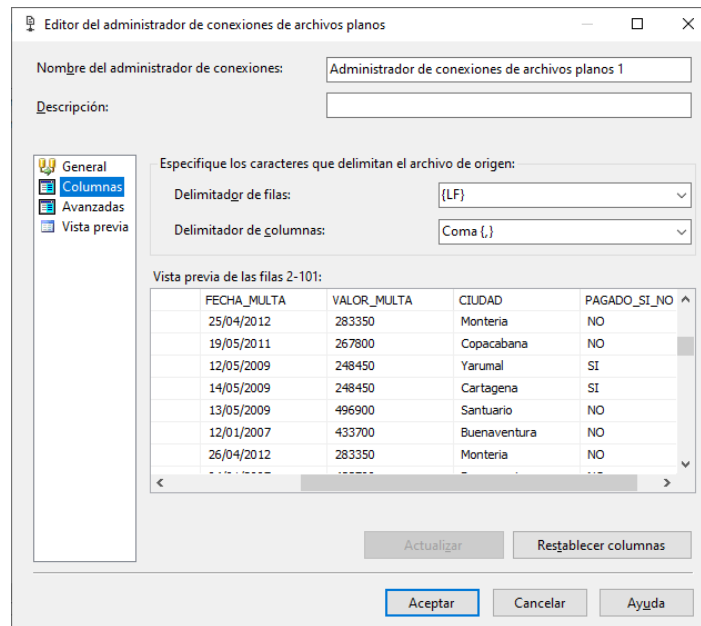 Editor del administrador de conexiones de archivos planos
Nombre del administrador de conexiones: Administrador de conexiones de archivos planos 1
Descripción:
General
Columnas
Avanzadas
Vista previa
Especifique los caracteres que delimitan el archivo de origen:
Delimitador de filas: {LF}
Delimitador de columnas: Coma {,}
Vista previa de las filas 2-101:
FECHA_MULTA VALOR_MULTA CIUDAD PAGADO_SI_NO
25/04/2012 283350 Monteria NO
19/05/2011 267800 Copacabana NO
12/05/2009 248450 Yarumal SI
14/05/2009 248450 Cartagena SI
13/05/2009 496900 Santuario NO
12/01/2007 433700 Buenaventura NO
26/04/2012 283350 Monteria NO
Actualizar Restablecer columnas
Aceptar Cancelar Ayuda